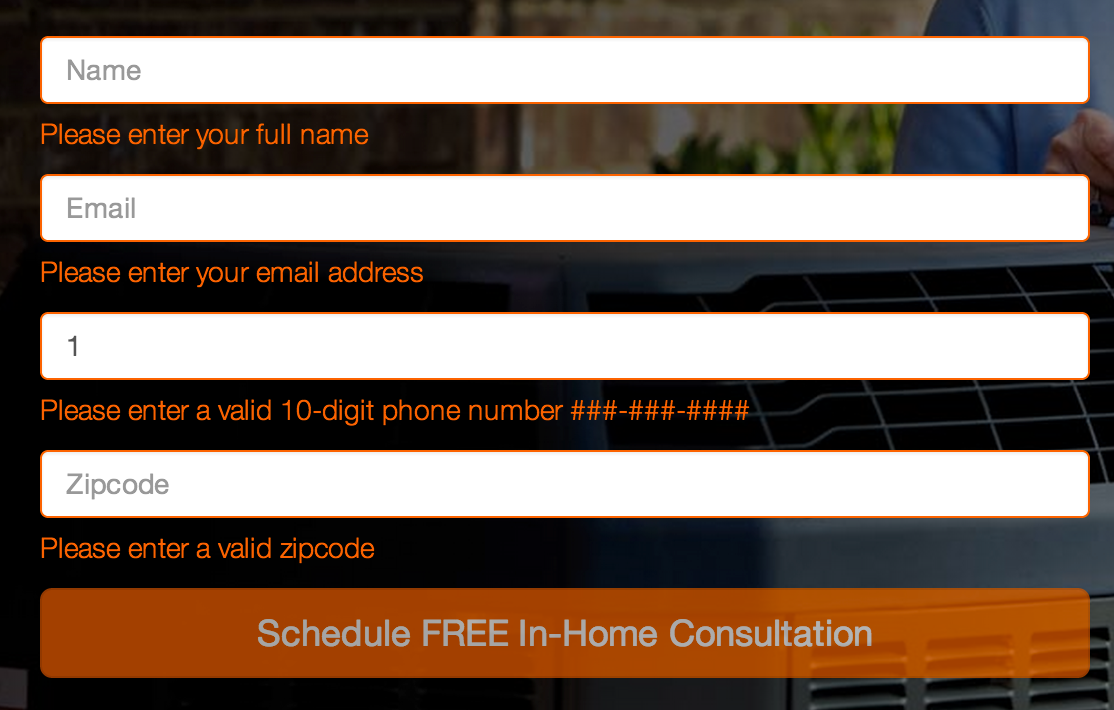 Name
Please enter your full name
Email
Please enter your email address
1
Please enter a valid 10-digit phone number ###-###-####
Zipcode
Please enter a valid zipcode
Schedule FREE In-Home Consultation